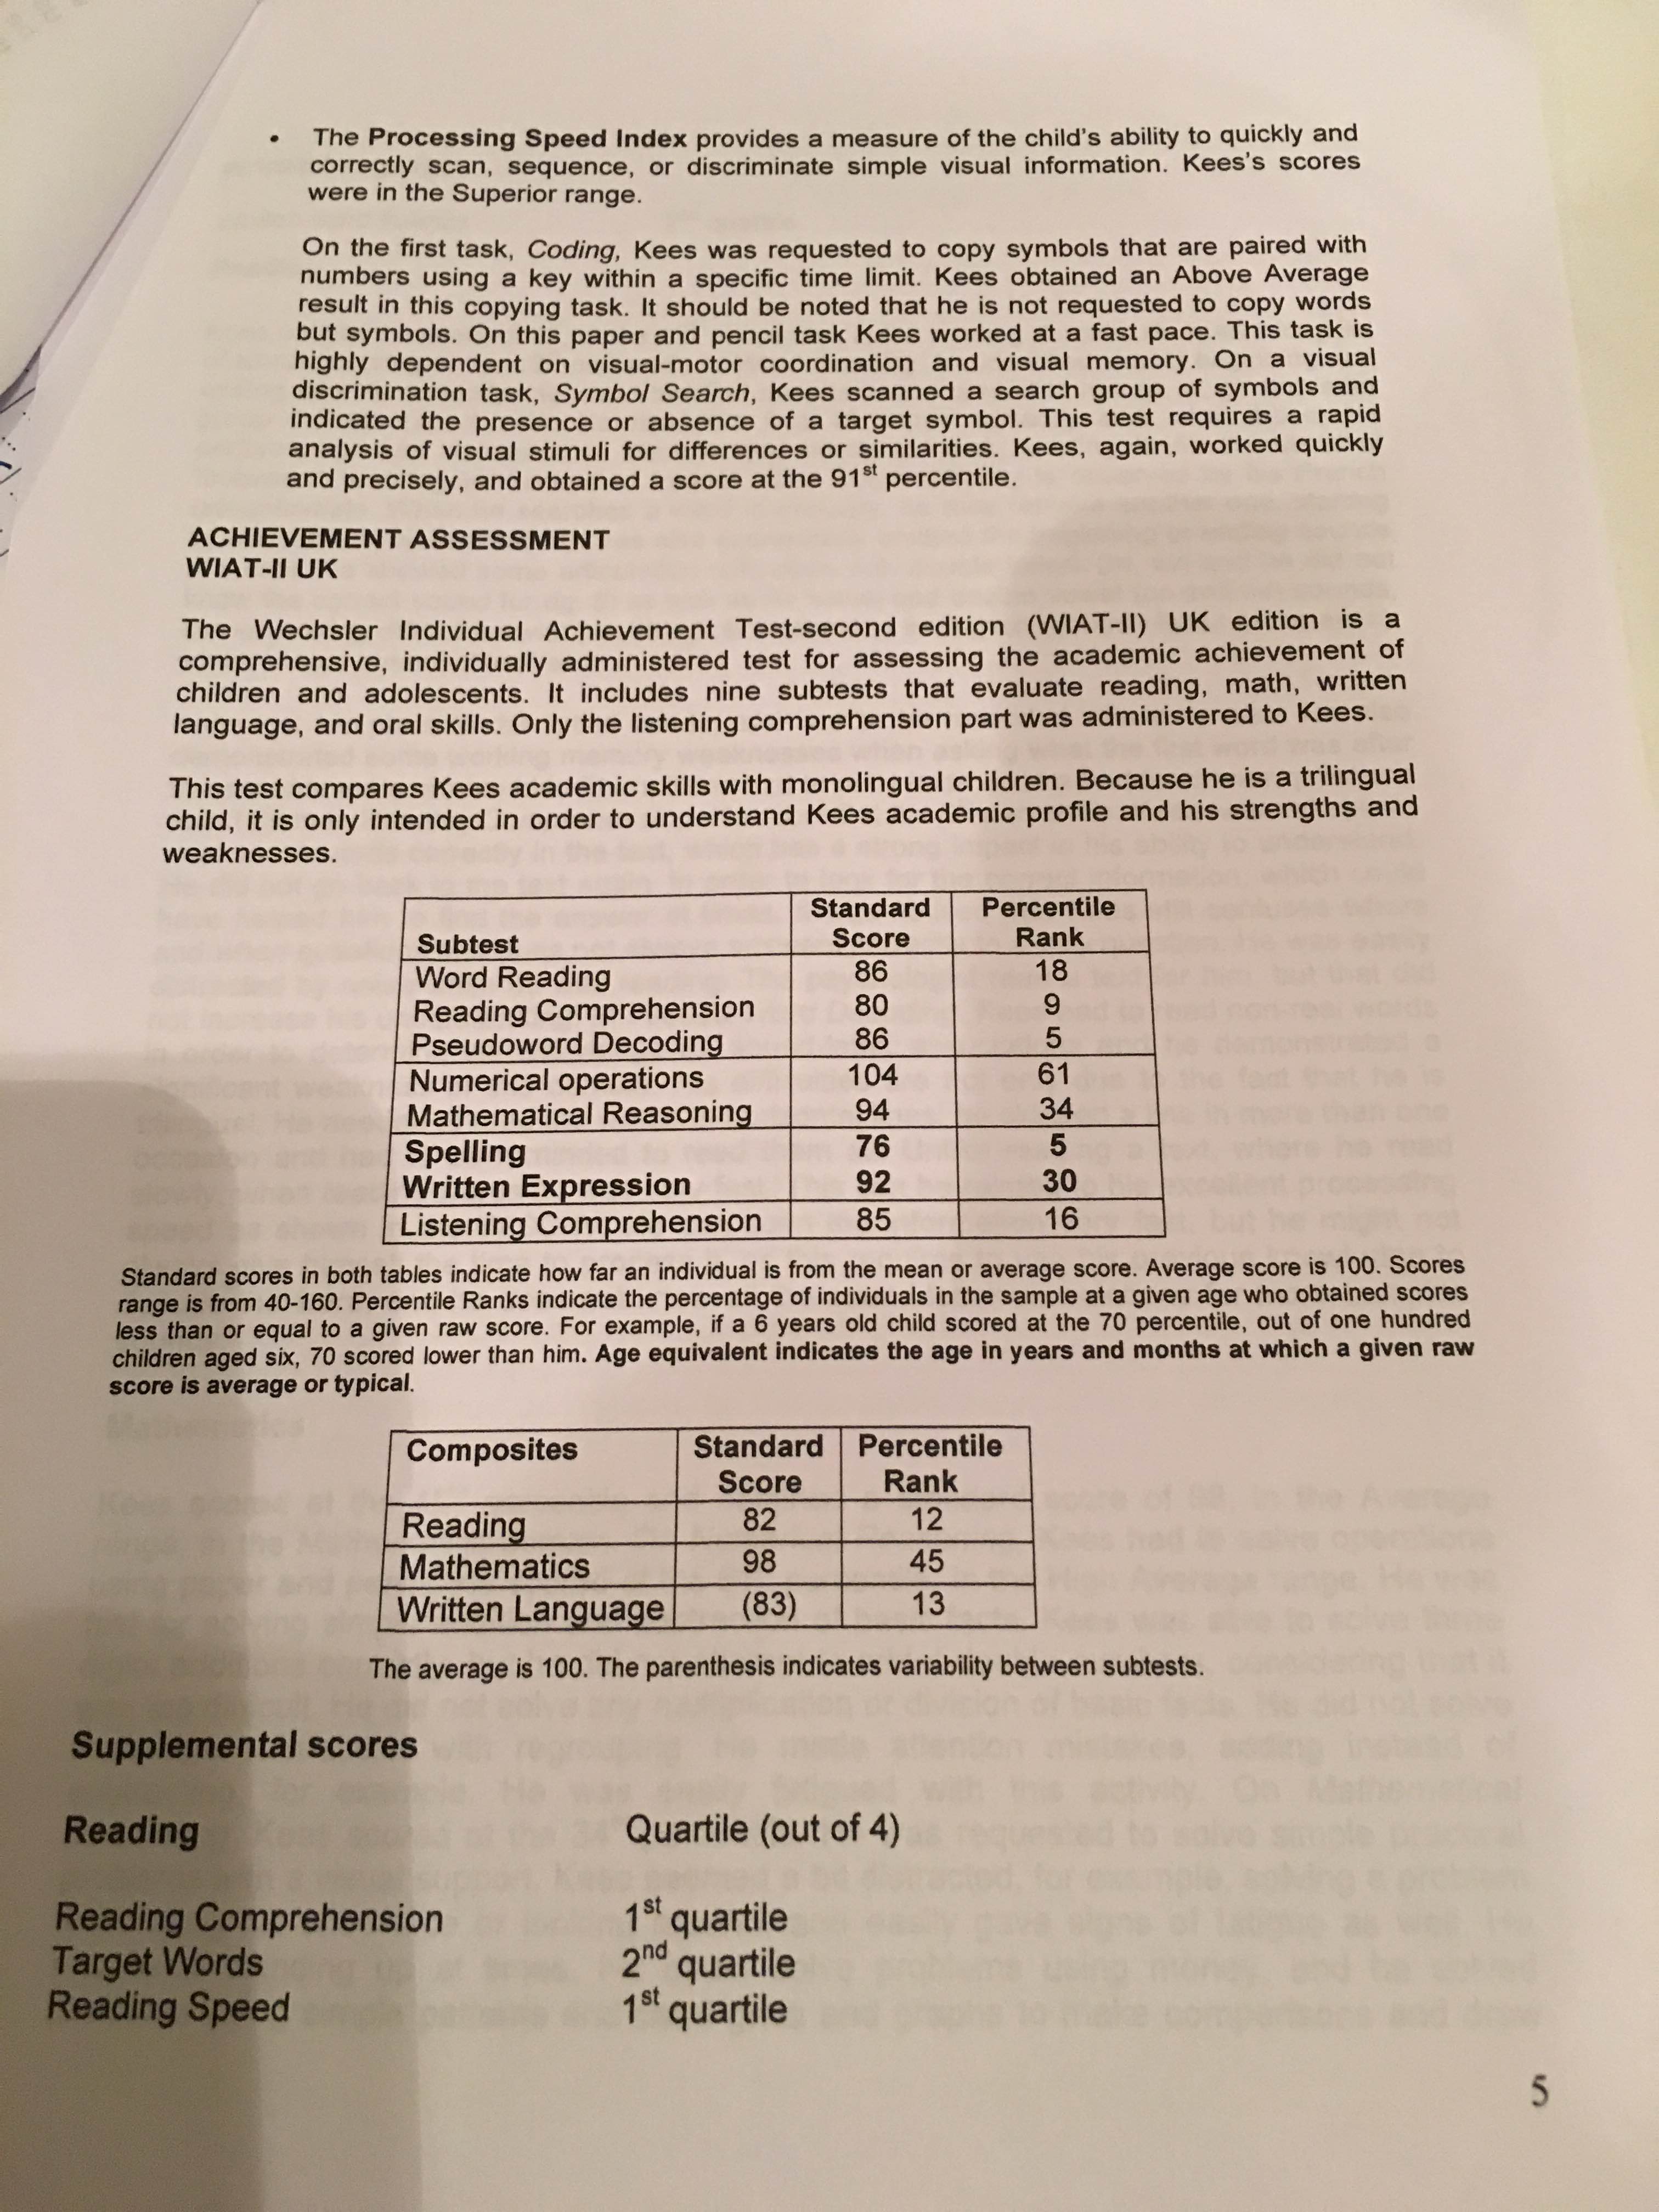 • The Processing Speed Index provides a measure of the child's ability to quickly and
correctly scan, sequence, or discriminate simple visual information. Kees's scores
were in the Superior range.
On the first task, Coding, Kees was requested to copy symbols that are paired with
numbers using a key within a specific time limit. Kees obtained an Above Average
result in this copying task. It should be noted that he is not requested to copy words
but symbols. On this paper and pencil task Kees worked at a fast pace. This task is
highly dependent on visual-motor coordination and visual memory. On a visual
discrimination task, Symbol Search, Kees scanned a search group of symbols and
indicated the presence or absence of a target symbol. This test requires a rapid
analysis of visual stimuli for differences or similarities. Kees, again, worked quickly
and precisely, and obtained a score at the 91st percentile.
ACHIEVEMENT ASSESSMENT
WIAT-II UK
The Wechsler Individual Achievement Test-second edition (WIAT-II) UK edition is a
comprehensive, individually administered test for assessing the academic achievement of
children and adolescents. It includes nine subtests that evaluate reading, math, written
language, and oral skills. Only the listening comprehension part was administered to Kees.
This test compares Kees academic skills with monolingual children. Because he is a trilingual
child, it is only intended in order to understand Kees academic profile and his strengths and
weaknesses.
Subtest Standard Score Percentile Rank
Word Reading 86 18
Reading Comprehension 80 9
Pseudoword Decoding 86 5
Numerical operations 104 61
Mathematical Reasoning 94 34
Spelling 76 5
Written Expression 92 30
Listening Comprehension 85 16
Standard scores in both tables indicate how far an individual is from the mean or average score. Average score is 100. Scores
range is from 40-160. Percentile Ranks indicate the percentage of individuals in the sample at a given age who obtained scores
less than or equal to a given raw score. For example, if a 6 years old child scored at the 70 percentile, out of one hundred
children aged six, 70 scored lower than him. Age equivalent indicates the age in years and months at which a given raw
score is average or typical.
Composites Standard Score Percentile Rank
Reading 82 12
Mathematics 98 45
Written Language (83) 13
The average is 100. The parenthesis indicates variability between subtests.
Supplemental scores
Reading Quartile (out of 4)
Reading Comprehension 1st quartile
Target Words 2nd quartile
Reading Speed 1st quartile
5